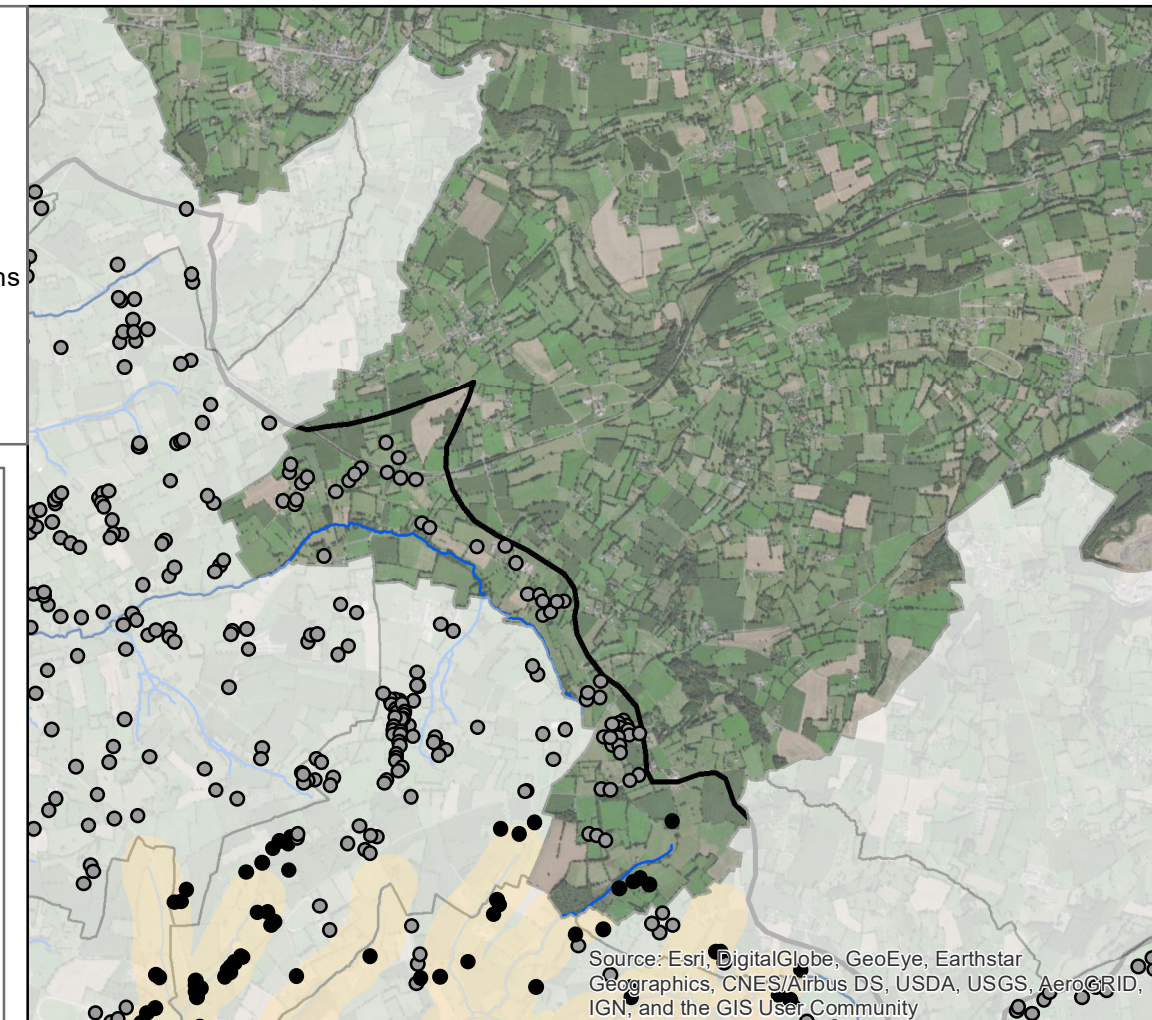 ns
Source: Esri, DigitalGlobe, GeoEye, Earthstar
Geographics, CNES/Airbus DS, USDA, USGS, AeroGRID,
IGN, and the GIS User Community